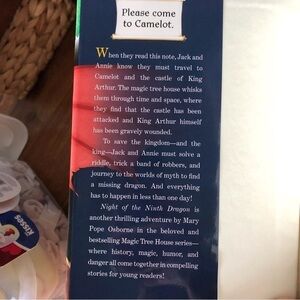 Please come
to Camelot.
When they read this note, Jack and
Annie know they must travel to
Camelot and the castle of King
Arthur. The magic tree house whisks
them through time and space, where
they find that the castle has been
attacked and King Arthur himself
has been gravely wounded.
To save the kingdom—and the
king—Jack and Annie must solve a
riddle, trick a band of robbers, and
journey to the worlds of myth to find
a missing dragon. And everything
has to happen in less than one day!
Night of the Ninth Dragon is
another thrilling adventure by Mary
Pope Osborne in the beloved and
bestselling Magic Tree House series—
where history, magic, humor, and
danger all come together in compelling
stories for young readers!
KISSES